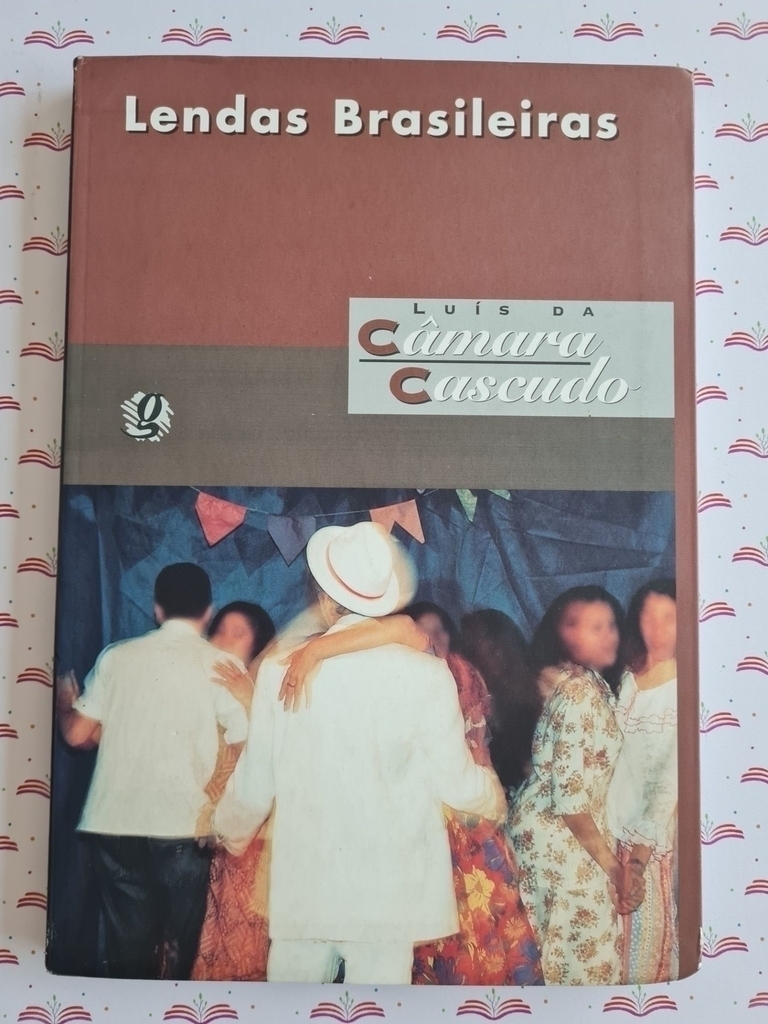 Lendas Brasileiras
LUÍS DA
Câmara
Cascudo
g